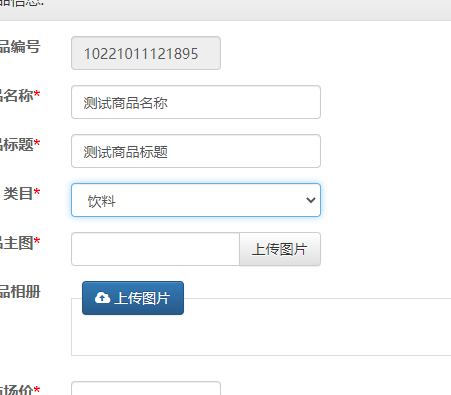 品信息:
品编号
10221011121895
品名称*
测试商品名称
品标题*
测试商品标题
类目*
饮料
品主图*
上传图片
品相册
上传图片
市场价*